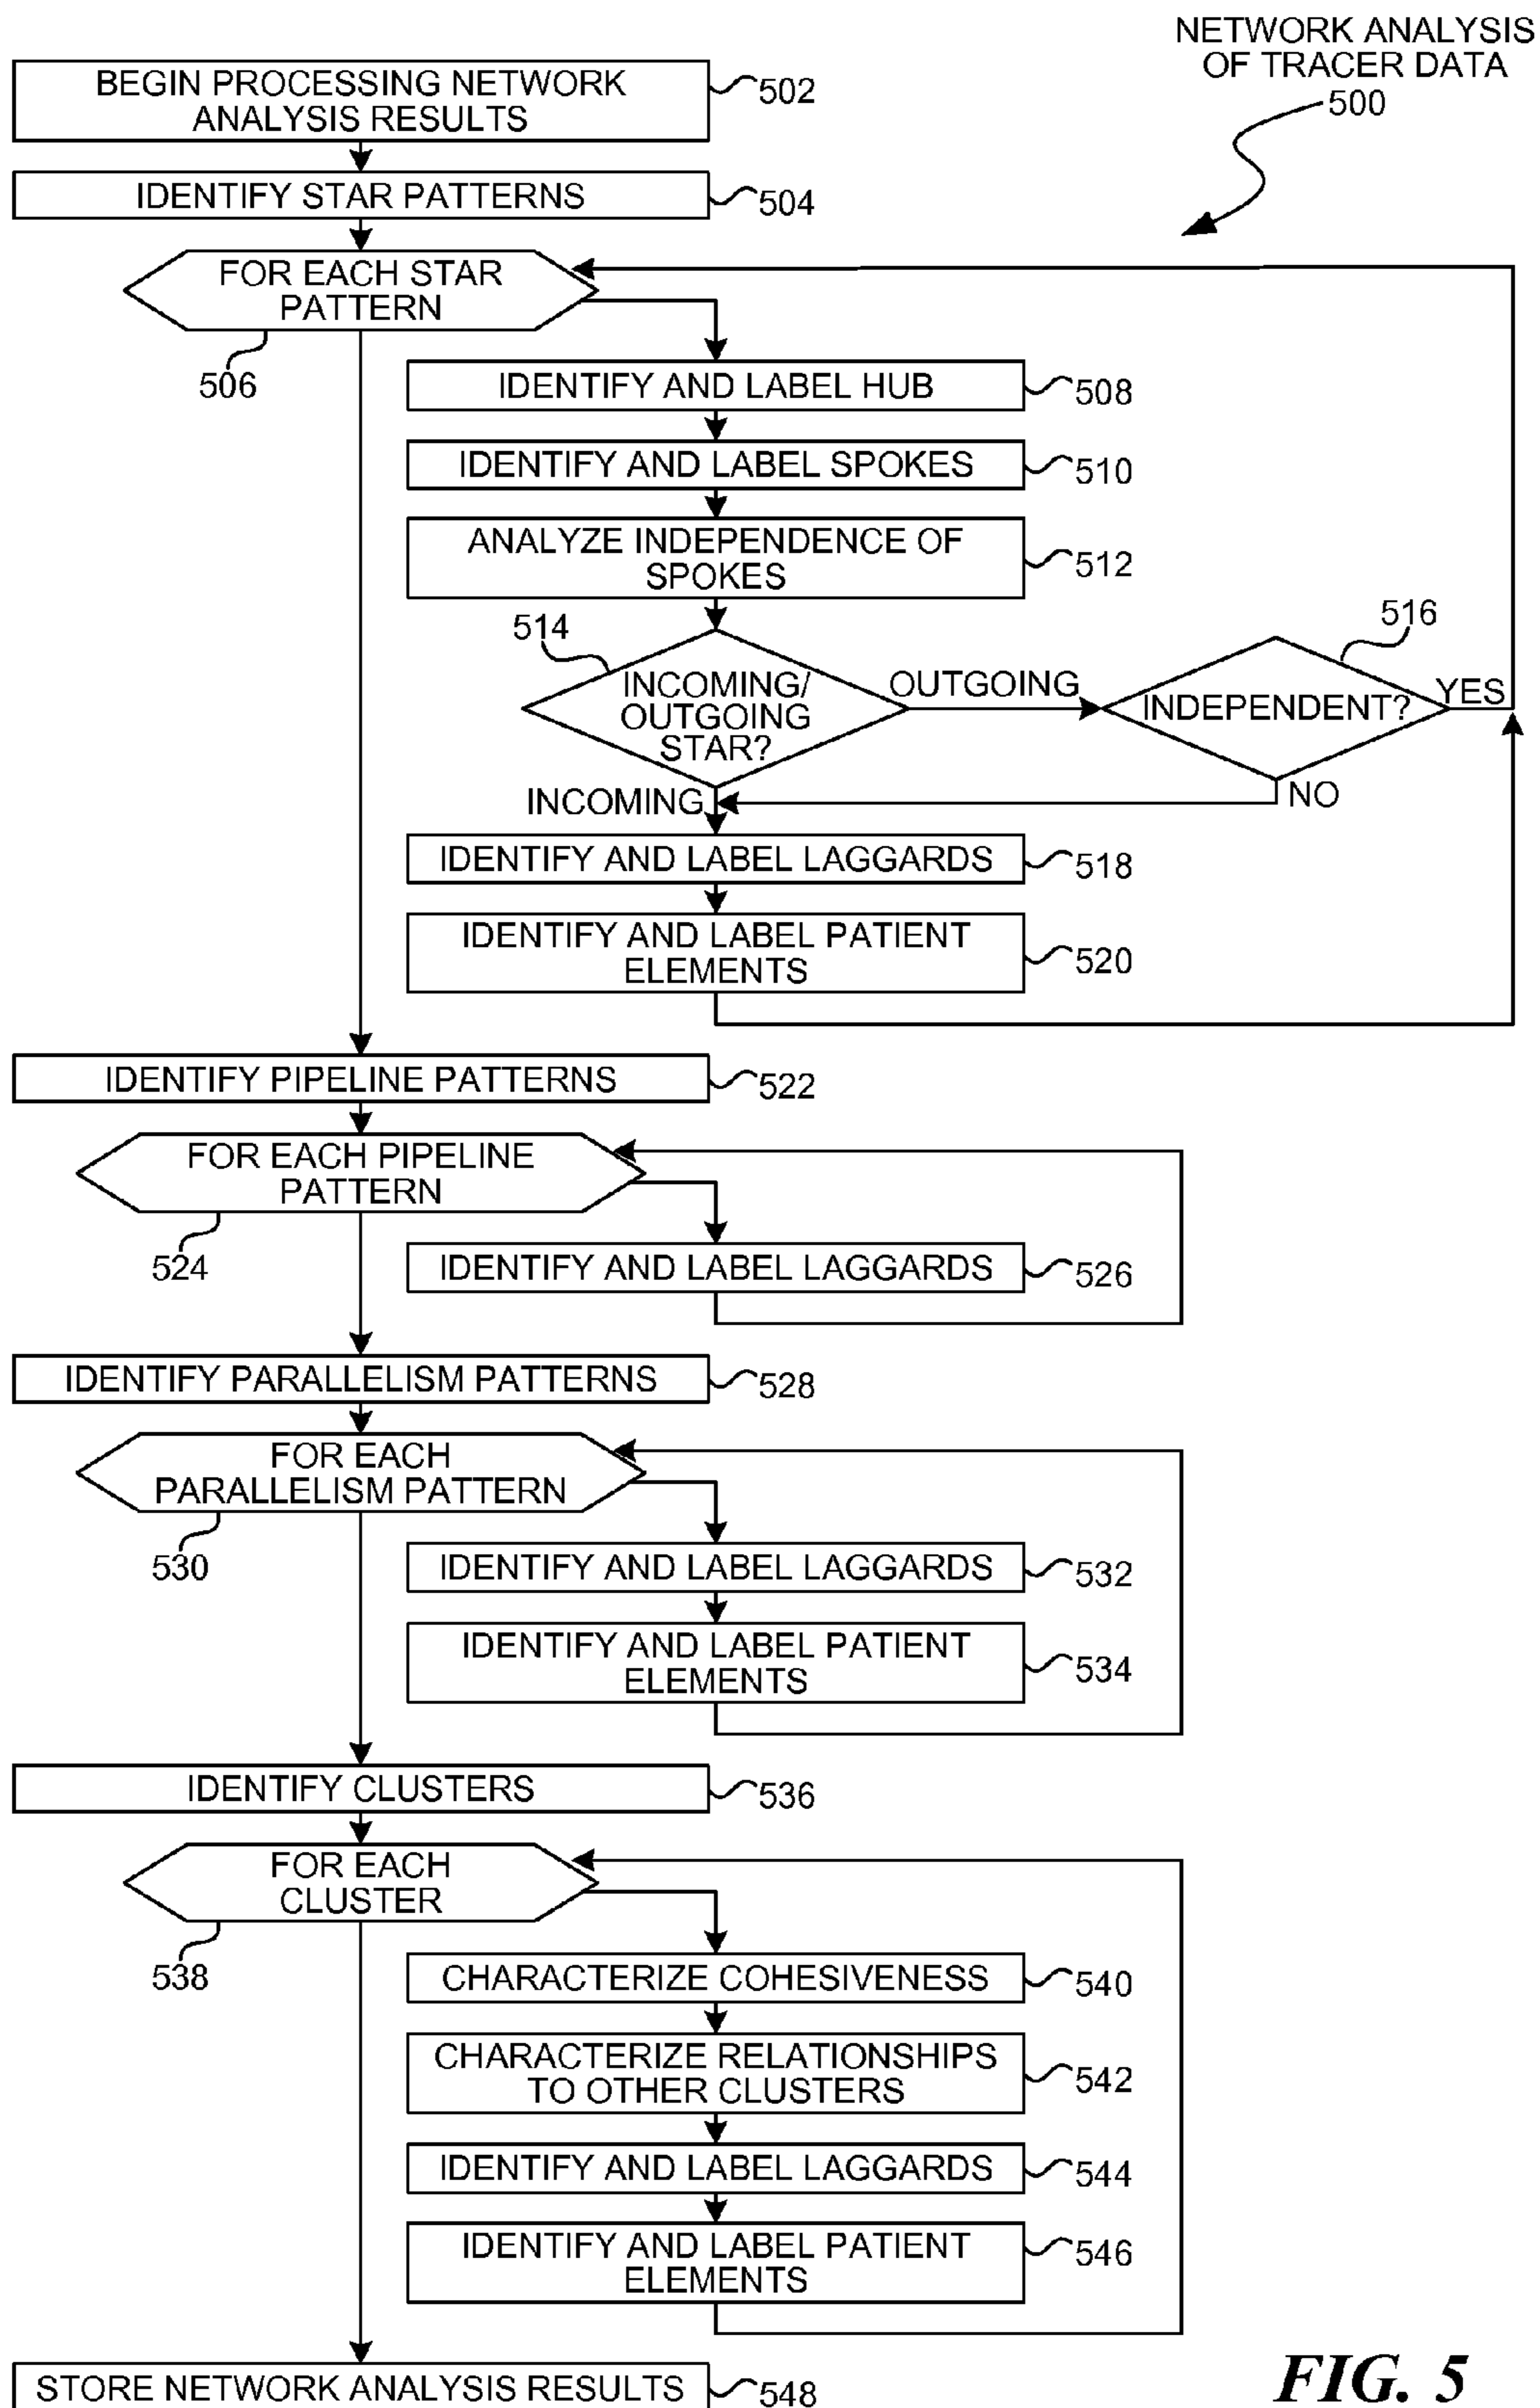 NETWORK ANALYSIS
OF TRACER DATA
500
BEGIN PROCESSING NETWORK
ANALYSIS RESULTS
502
IDENTIFY STAR PATTERNS
504
FOR EACH STAR
PATTERN
506
IDENTIFY AND LABEL HUB
508
IDENTIFY AND LABEL SPOKES
510
ANALYZE INDEPENDENCE OF
SPOKES
512
514
INCOMING/
OUTGOING
STAR?
OUTGOING
516
INDEPENDENT?
YES
NO
INCOMING
IDENTIFY AND LABEL LAGGARDS
518
IDENTIFY AND LABEL PATIENT
ELEMENTS
520
IDENTIFY PIPELINE PATTERNS
522
FOR EACH PIPELINE
PATTERN
524
IDENTIFY AND LABEL LAGGARDS
526
IDENTIFY PARALLELISM PATTERNS
528
FOR EACH
PARALLELISM PATTERN
530
IDENTIFY AND LABEL LAGGARDS
532
IDENTIFY AND LABEL PATIENT
ELEMENTS
534
IDENTIFY CLUSTERS
536
FOR EACH
CLUSTER
538
CHARACTERIZE COHESIVENESS
540
CHARACTERIZE RELATIONSHIPS
TO OTHER CLUSTERS
542
IDENTIFY AND LABEL LAGGARDS
544
IDENTIFY AND LABEL PATIENT
ELEMENTS
546
STORE NETWORK ANALYSIS RESULTS
548
FIG. 5